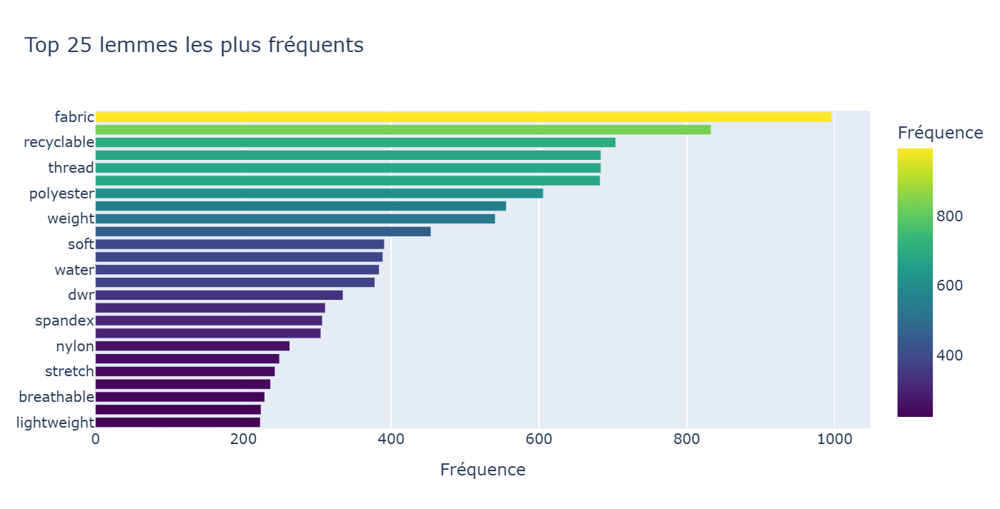 Top 25 lemmes les plus fréquents
fabric
recyclable
thread
polyester
weight
soft
water
dwr
spandex
nylon
stretch
breathable
lightweight
0 200 400 600 800 1000
Fréquence
Fréquence
800
600
400